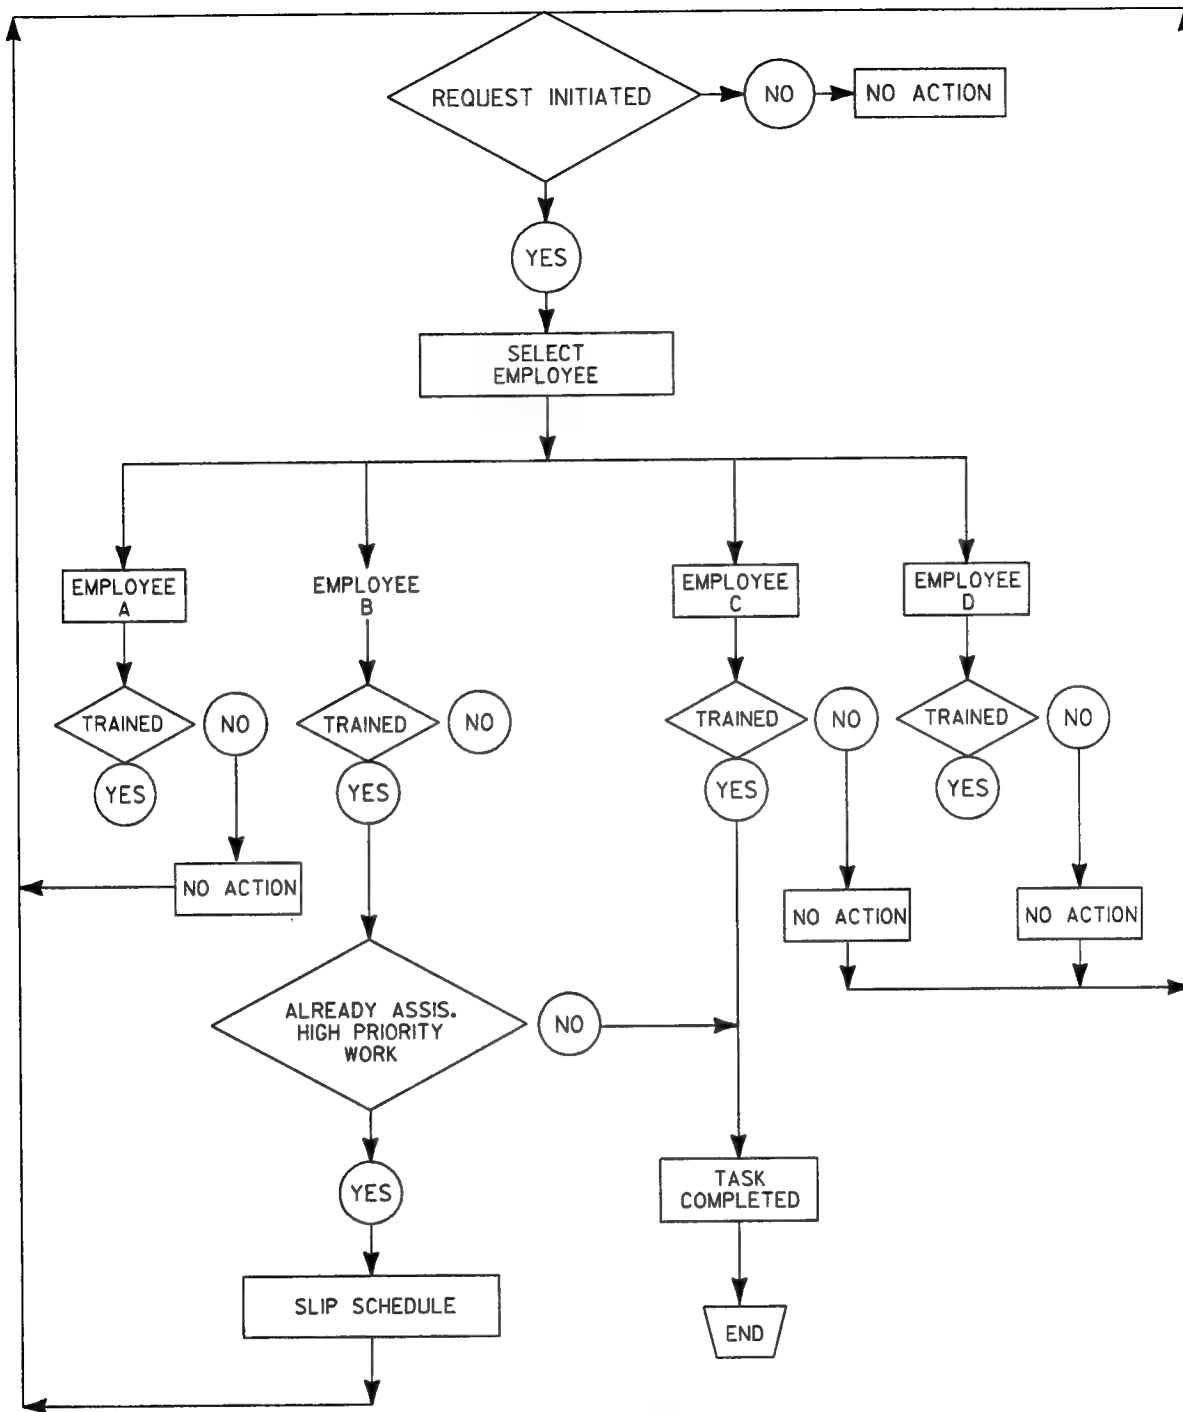 REQUEST INITIATED
NO
NO ACTION
YES
SELECT
EMPLOYEE
EMPLOYEE
A
EMPLOYEE
B
EMPLOYEE
C
EMPLOYEE
D
TRAINED
NO
TRAINED
NO
TRAINED
NO
TRAINED
NO
YES
YES
YES
YES
NO ACTION
NO ACTION
NO ACTION
ALREADY ASSIS.
HIGH PRIORITY
WORK
NO
YES
TASK
COMPLETED
SLIP SCHEDULE
END